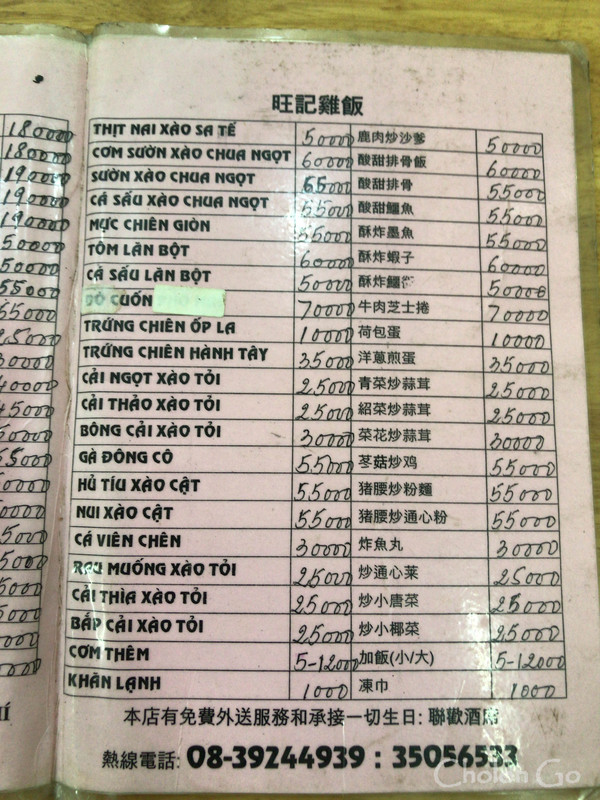 旺記雞飯
180000
180000
190000
190000
190000
THỊT NAI XÀO SA TẾ 50000 鹿肉炒沙爹 50000
CƠM SƯỜN XÀO CHUA NGỌT 60000 酸甜排骨飯 60000
SƯỜN XÀO CHUA NGỌT 55000 酸甜排骨 55000
CÁ SẤU XÀO CHUA NGỌT 55000 酸甜鱷魚 55000
MỰC CHIÊN GIÒN 55000 酥炸墨魚 55000
TÔM LĂN BỘT 60000 酥炸蝦子 60000
CÁ SẤU LĂN BỘT 50000 酥炸鱷 50000
BÒ CUỐN 70000 牛肉芝士捲 70000
TRỨNG CHIÊN ỐP LA 10000 荷包蛋 10000
TRỨNG CHIÊN HÀNH TÂY 35000 洋蔥煎蛋 35000
CẢI NGỌT XÀO TỎI 25000 青菜炒蒜茸 25000
CẢI THẢO XÀO TỎI 25000 紹菜炒蒜茸 25000
BÔNG CẢI XÀO TỎI 30000 菜花炒蒜茸 30000
GÀ ĐÔNG CÔ 55000 冬菇炒鸡 55000
HỦ TÍU XÀO CẬT 55000 猪腰炒粉麵 55000
NUI XÀO CẬT 55000 猪腰炒通心粉 55000
CÁ VIÊN CHÊN 30000 炸魚丸 30000
RAU MUỐNG XÀO TỎI 25000 炒通心菜 25000
CẢI THÌA XÀO TỎI 25000 炒小唐菜 25000
BẮP CẢI XÀO TỎI 25000 炒小椰菜 25000
CƠM THÊM 5-12000 加飯(小/大) 5-12000
KHĂN LẠNH 1000 凍巾 1000
本店有免費外送服務和承接一切生日: 聯歡酒席
熱線電話: 08-39244939 : 35056533
Cholon Go